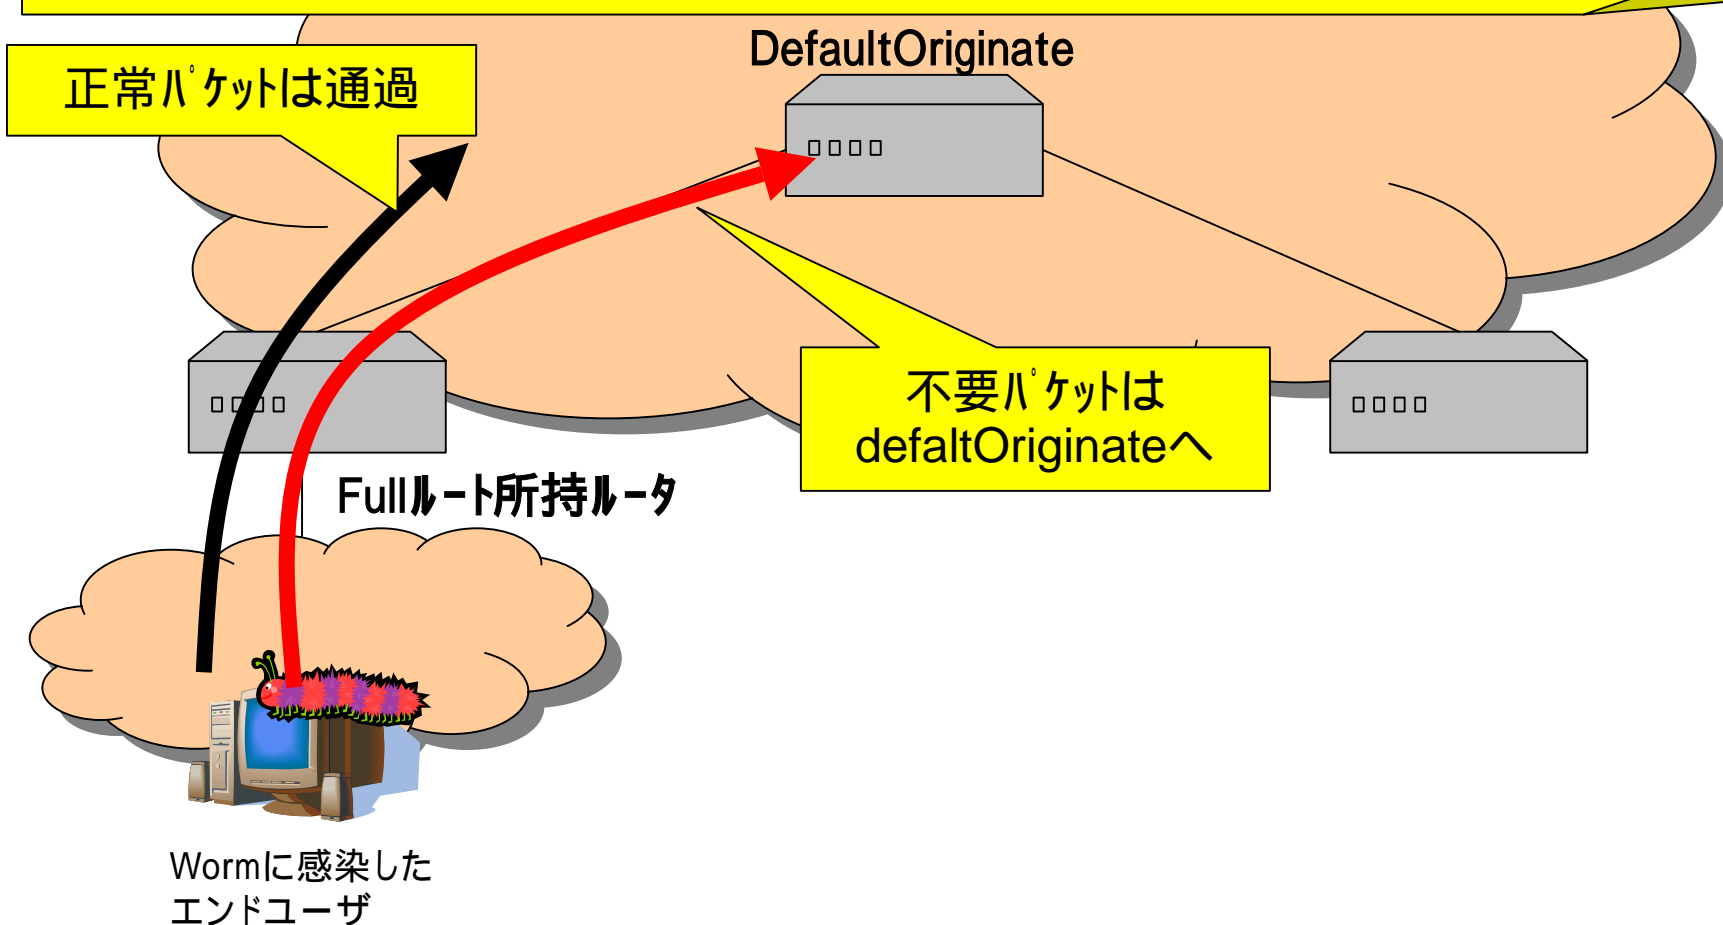 DefaultOriginate
正常ﾊﾟｹｯﾄは通過
不要ﾊﾟｹｯﾄは
defaltOriginateへ
Fullﾙｰﾄ所持ﾙｰﾀ
Wormに感染した
エンドユーザ